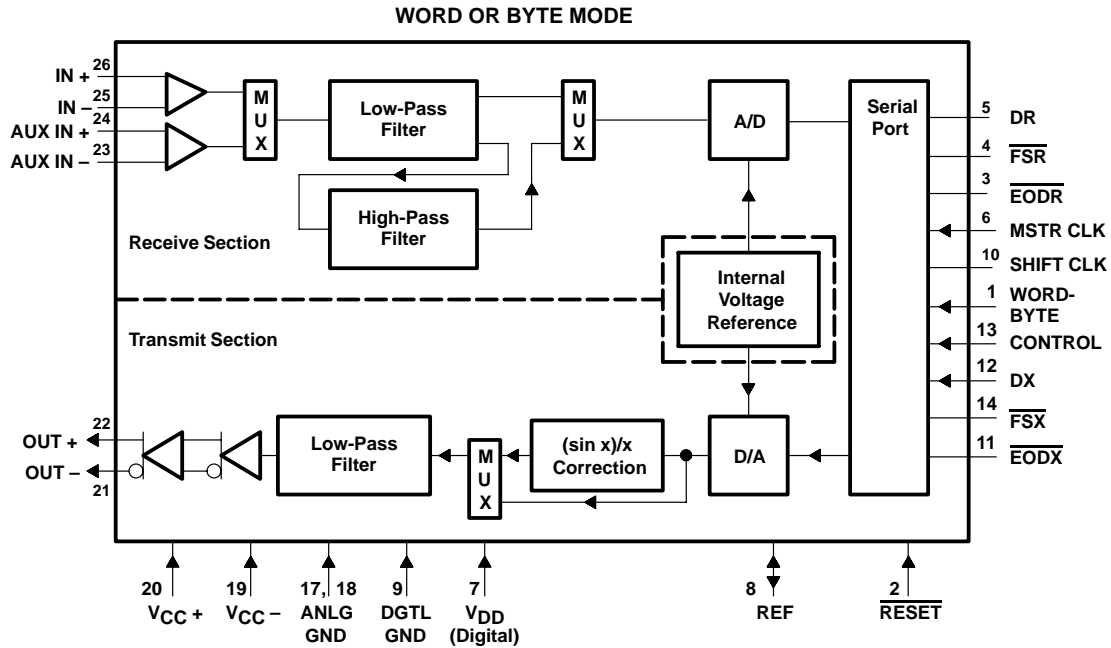 WORD OR BYTE MODE
IN + 26
IN − 25
AUX IN + 24
AUX IN − 23
M
U
X
Low-Pass
Filter
High-Pass
Filter
M
U
X
A/D
Serial
Port
Receive Section
Internal
Voltage
Reference
Transmit Section
5 DR
4 FSR
3 EODR
6 MSTR CLK
10 SHIFT CLK
1 WORD-
BYTE
13 CONTROL
12 DX
14 FSX
11 EODX
OUT + 22
OUT − 21
Low-Pass
Filter
M
U
X
(sin x)/x
Correction
D/A
20
VCC +
19
VCC −
17, 18
ANLG
GND
9
DGTL
GND
7
VDD
(Digital)
8
REF
2
RESET